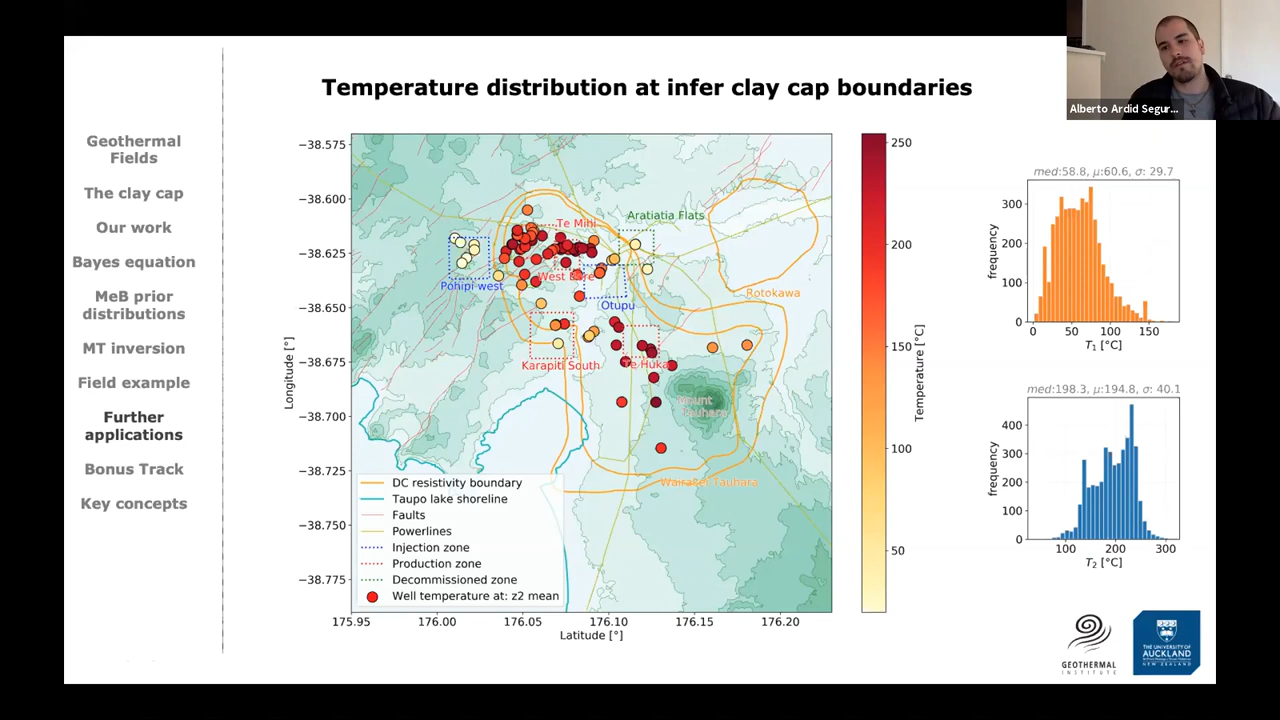 Alberto Ardid Segur...
Temperature distribution at infer clay cap boundaries
Geothermal
Fields
The clay cap
Our work
Bayes equation
MeB prior
distributions
MT inversion
Field example
Further
applications
Bonus Track
Key concepts
−38.575
−38.600
−38.625
−38.650
−38.675
−38.700
−38.725
−38.750
−38.775
Longitude [°]
175.95
176.00
176.05
176.10
176.15
176.20
Latitude [°]
Te Mihi
Aratiatia Flats
West Bore
Pohipi west
Otupu
Rotokawa
Karapiti South
Te Huka
Mount
Tauhara
Wairakei Tauhara
DC resistivity boundary
Taupo lake shoreline
Faults
Powerlines
Injection zone
Production zone
Decommissioned zone
Well temperature at: z2 mean
250
200
150
100
50
Temperature [°C]
med:58.8, μ:60.6, σ: 29.7
300
200
100
0
frequency
0 50 100 150
T₁ [°C]
med:198.3, μ:194.8, σ: 40.1
400
300
200
100
0
frequency
100 200 300
T₂ [°C]
GEOTHERMAL
INSTITUTE
THE UNIVERSITY OF
AUCKLAND
NEW ZEALAND